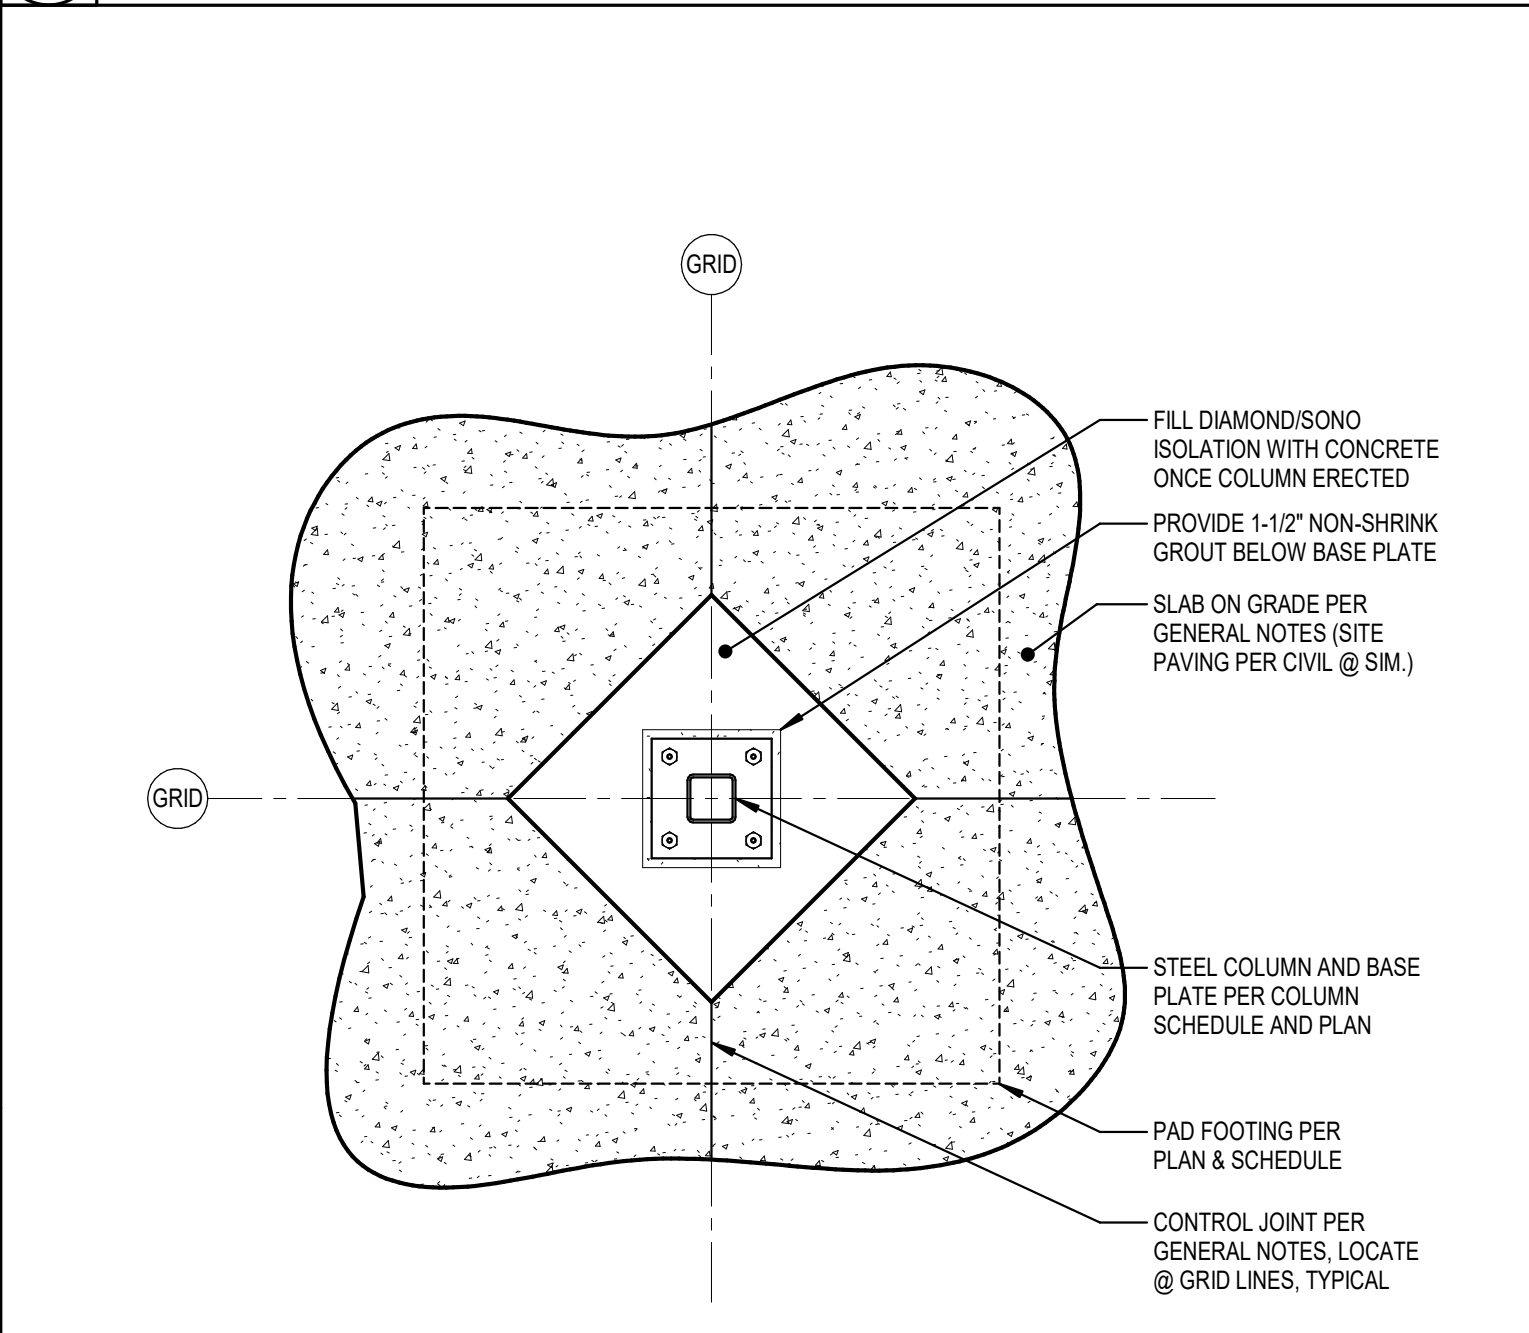 GRID
FILL DIAMOND/SONO
ISOLATION WITH CONCRETE
ONCE COLUMN ERECTED
PROVIDE 1-1/2" NON-SHRINK
GROUT BELOW BASE PLATE
SLAB ON GRADE PER
GENERAL NOTES (SITE
PAVING PER CIVIL @ SIM.)
GRID
STEEL COLUMN AND BASE
PLATE PER COLUMN
SCHEDULE AND PLAN
PAD FOOTING PER
PLAN & SCHEDULE
CONTROL JOINT PER
GENERAL NOTES, LOCATE
@ GRID LINES, TYPICAL